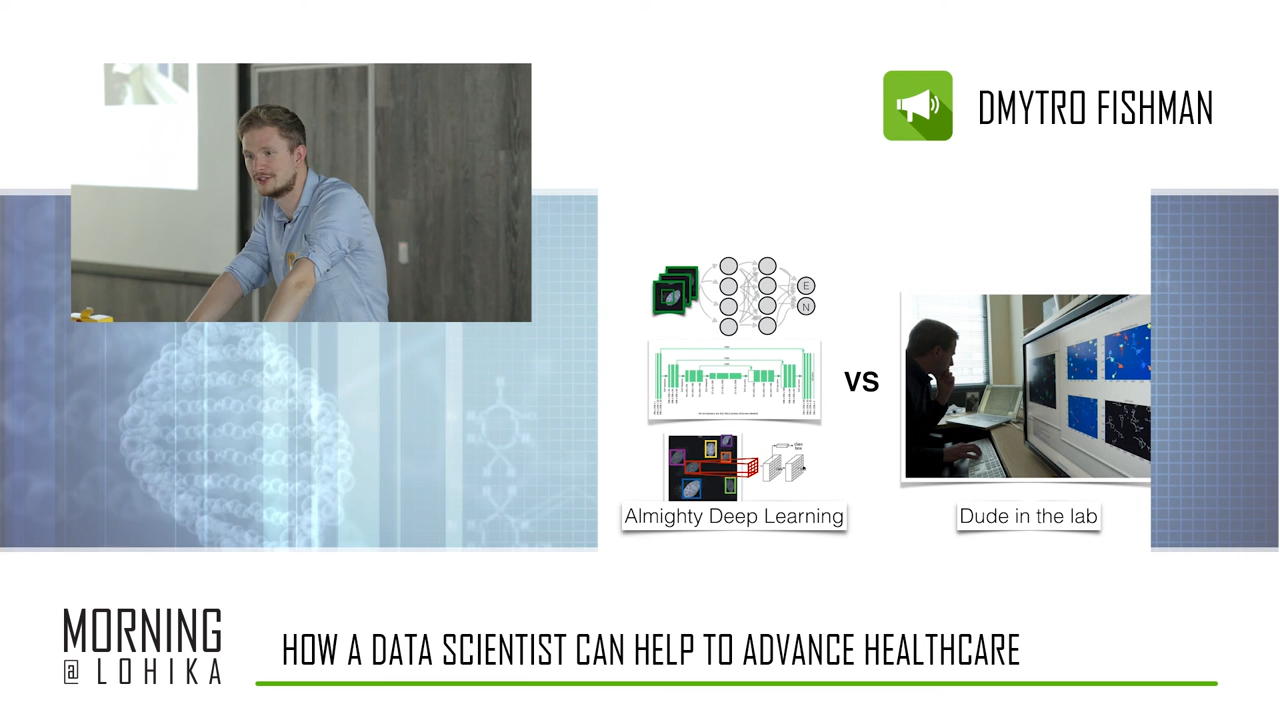 DMYTRO FISHMAN
E
N
VS
Almighty Deep Learning
Dude in the lab
MORNING
@ LOHIKA
HOW A DATA SCIENTIST CAN HELP TO ADVANCE HEALTHCARE